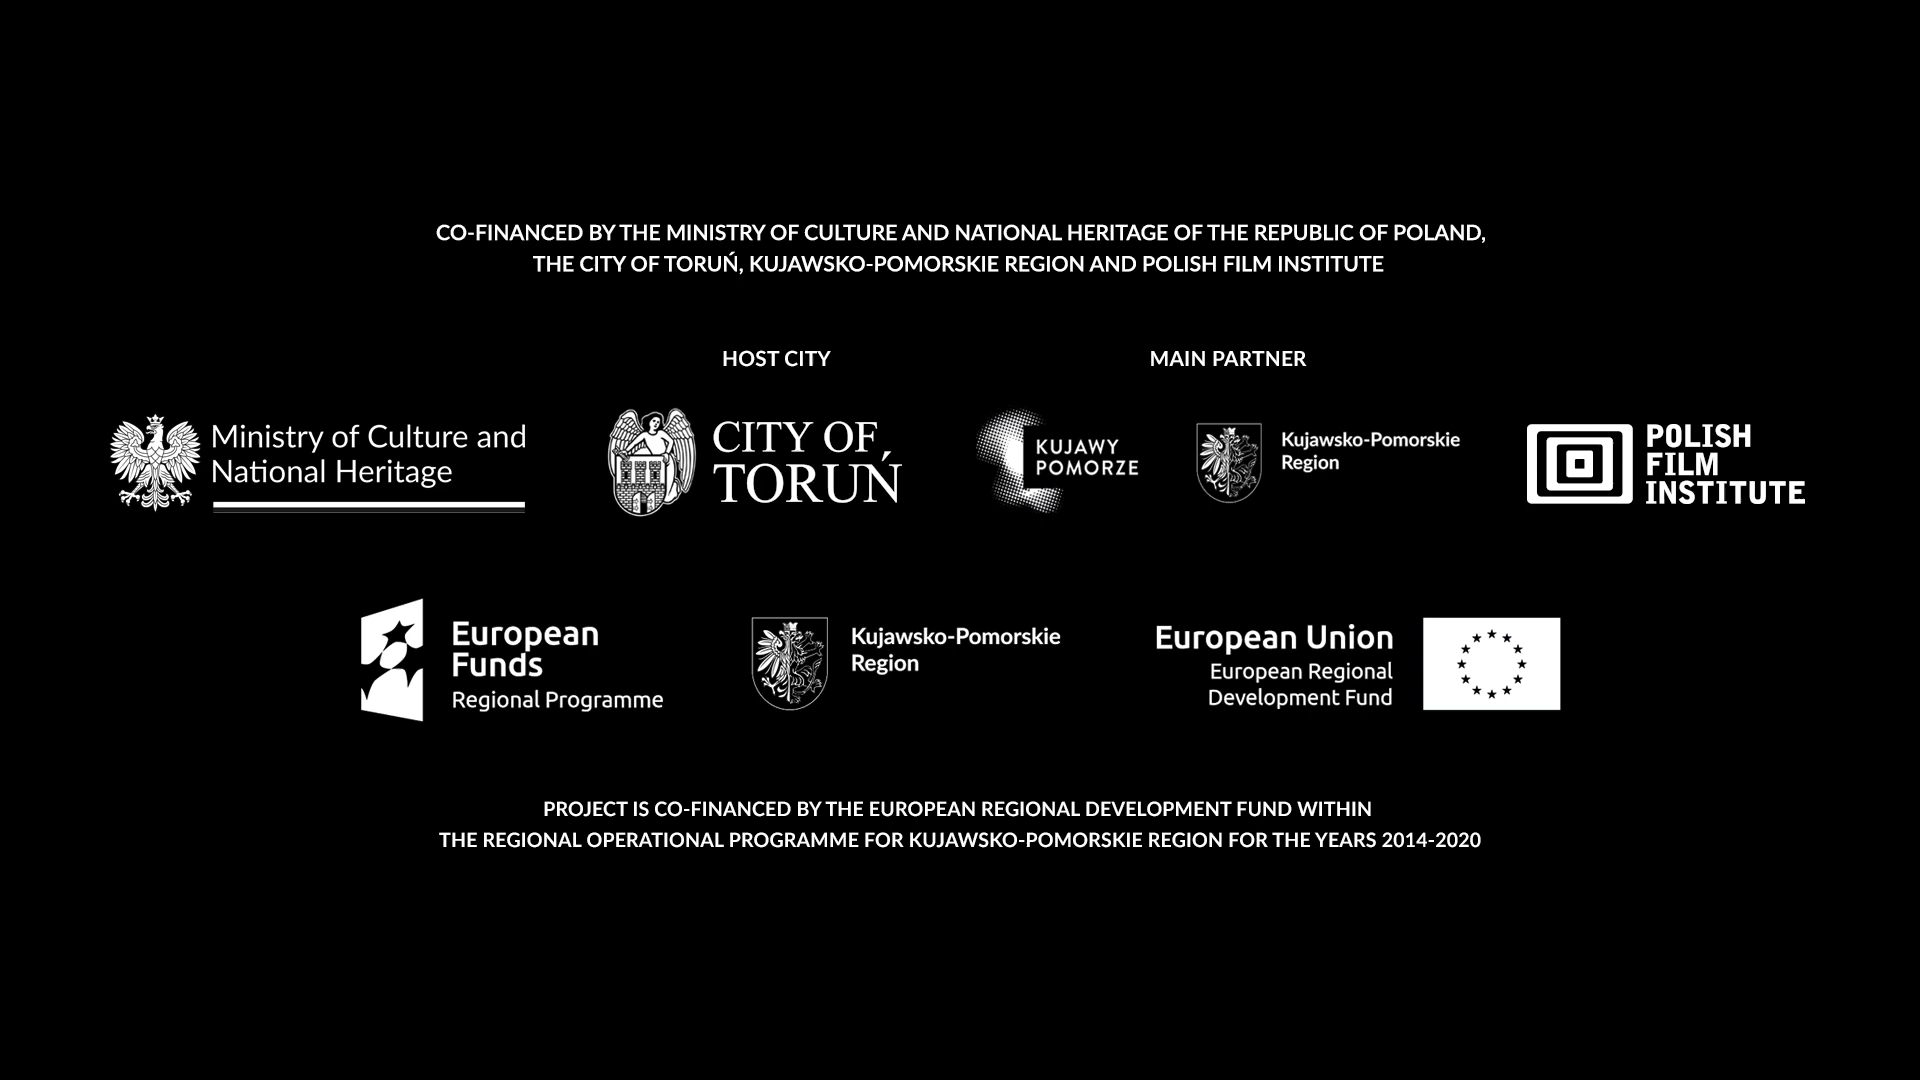 CO-FINANCED BY THE MINISTRY OF CULTURE AND NATIONAL HERITAGE OF THE REPUBLIC OF POLAND,
THE CITY OF TORUŃ, KUJAWSKO-POMORSKIE REGION AND POLISH FILM INSTITUTE
HOST CITY
MAIN PARTNER
Ministry of Culture and
National Heritage
CITY OF
TORUŃ
KUJAWY
POMORZE
Kujawsko-Pomorskie
Region
POLISH
FILM
INSTITUTE
European
Funds
Regional Programme
Kujawsko-Pomorskie
Region
European Union
European Regional
Development Fund
PROJECT IS CO-FINANCED BY THE EUROPEAN REGIONAL DEVELOPMENT FUND WITHIN
THE REGIONAL OPERATIONAL PROGRAMME FOR KUJAWSKO-POMORSKIE REGION FOR THE YEARS 2014-2020